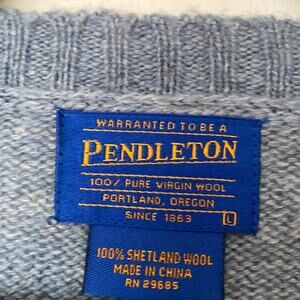 WARRANTED TO BE A
PENDLETON
100% PURE VIRGIN WOOL
PORTLAND, OREGON
SINCE 1863 L
100% SHETLAND WOOL
MADE IN CHINA
RN 29685